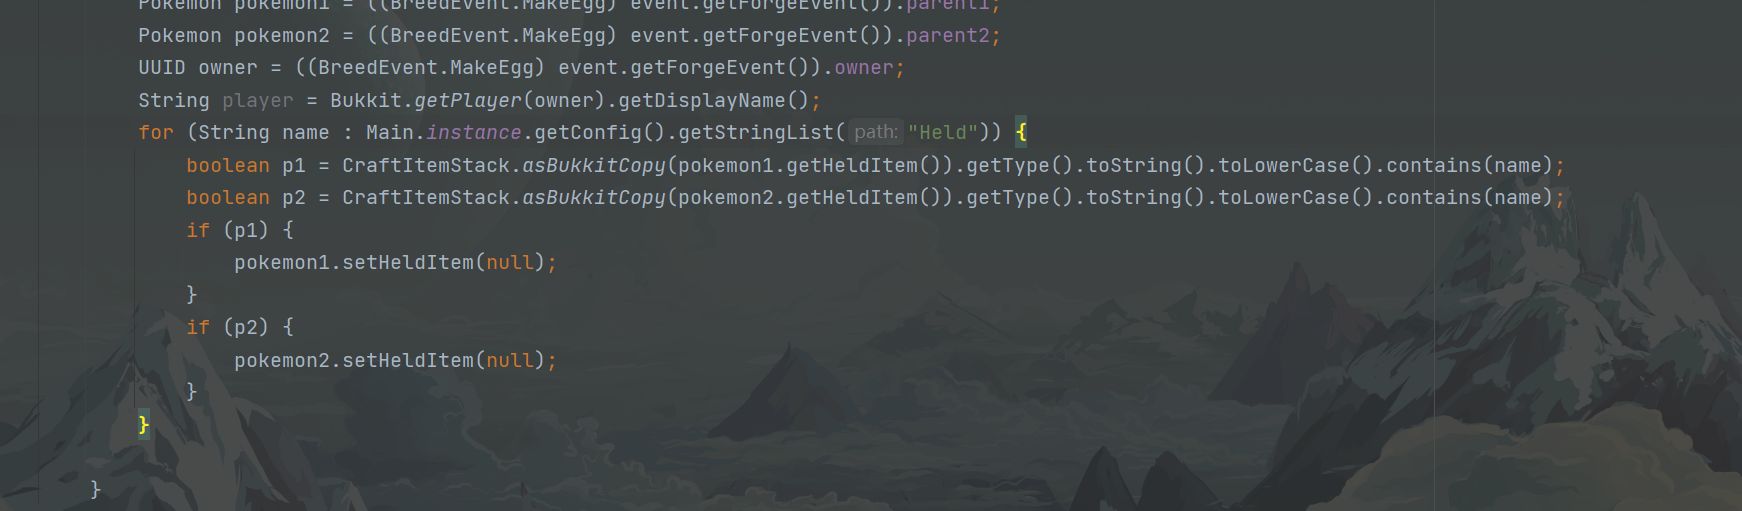 Pokemon pokemon1 = ((BreedEvent.MakeEgg) event.getForgeEvent()).parent1;
Pokemon pokemon2 = ((BreedEvent.MakeEgg) event.getForgeEvent()).parent2;
UUID owner = ((BreedEvent.MakeEgg) event.getForgeEvent()).owner;
String player = Bukkit.getPlayer(owner).getDisplayName();
for (String name : Main.instance.getConfig().getStringList( path: "Held")) {
boolean p1 = CraftItemStack.asBukkitCopy(pokemon1.getHeldItem()).getType().toString().toLowerCase().contains(name);
boolean p2 = CraftItemStack.asBukkitCopy(pokemon2.getHeldItem()).getType().toString().toLowerCase().contains(name);
if (p1) {
pokemon1.setHeldItem(null);
}
if (p2) {
pokemon2.setHeldItem(null);
}
}
}